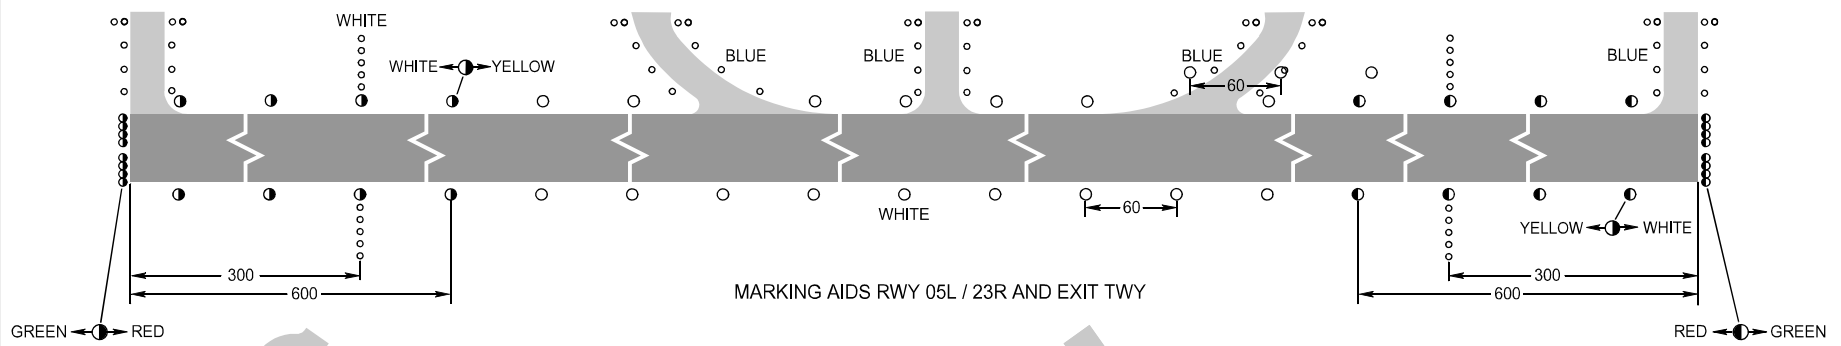 WHITE
WHITE YELLOW
BLUE
BLUE
BLUE
BLUE
60
WHITE
60
YELLOW WHITE
300
300
600
600
MARKING AIDS RWY 05L / 23R AND EXIT TWY
GREEN RED
RED GREEN